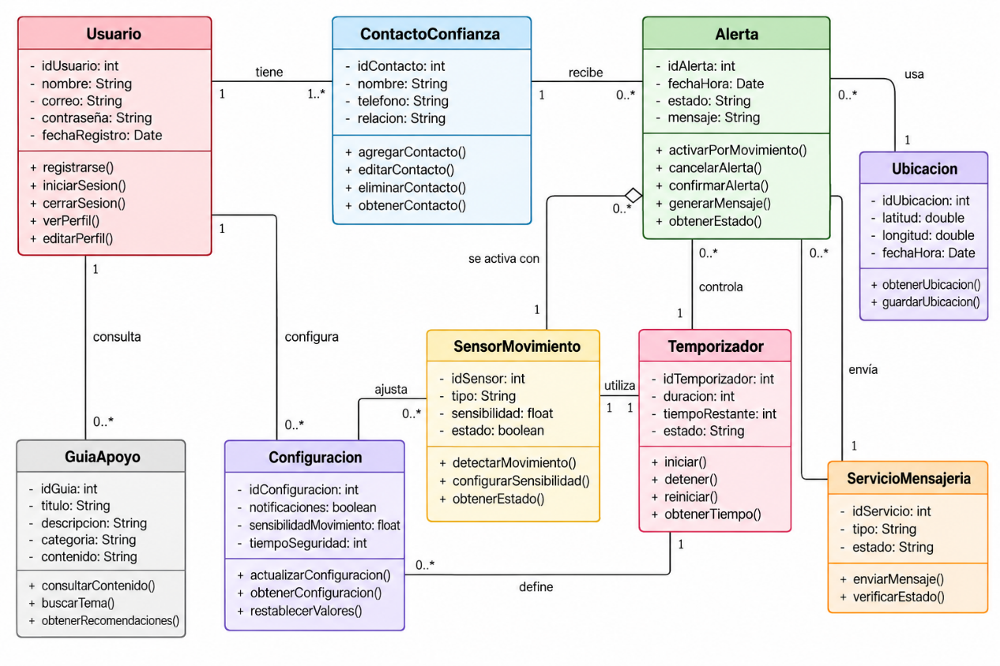 Usuario
- idUsuario: int
- nombre: String
- correo: String
- contraseña: String
- fechaRegistro: Date
+ registrarse()
+ iniciarSesion()
+ cerrarSesion()
+ verPerfil()
+ editarPerfil()
tiene
1
1..*
ContactoConfianza
- idContacto: int
- nombre: String
- telefono: String
- relacion: String
+ agregarContacto()
+ editarContacto()
+ eliminarContacto()
+ obtenerContacto()
recibe
1
0..*
Alerta
- idAlerta: int
- fechaHora: Date
- estado: String
- mensaje: String
+ activarPorMovimiento()
+ cancelarAlerta()
+ confirmarAlerta()
+ generarMensaje()
+ obtenerEstado()
usa
0..*
1
Ubicacion
- idUbicacion: int
- latitud: double
- longitud: double
- fechaHora: Date
+ obtenerUbicacion()
+ guardarUbicacion()
1
consulta
0..*
1
configura
0..*
0..*
se activa con
1
0..*
controla
1
0..*
envía
1
GuiaApoyo
- idGuia: int
- titulo: String
- descripcion: String
- categoria: String
- contenido: String
+ consultarContenido()
+ buscarTema()
+ obtenerRecomendaciones()
Configuracion
- idConfiguracion: int
- notificaciones: boolean
- sensibilidadMovimiento: float
- tiempoSeguridad: int
+ actualizarConfiguracion()
+ obtenerConfiguracion()
+ restablecerValores()
ajusta
0..*
SensorMovimiento
- idSensor: int
- tipo: String
- sensibilidad: float
- estado: boolean
+ detectarMovimiento()
+ configurarSensibilidad()
+ obtenerEstado()
utiliza
1 1
Temporizador
- idTemporizador: int
- duracion: int
- tiempoRestante: int
- estado: String
+ iniciar()
+ detener()
+ reiniciar()
+ obtenerTiempo()
1
0..*
define
ServicioMensajeria
- idServicio: int
- tipo: String
- estado: String
+ enviarMensaje()
+ verificarEstado()